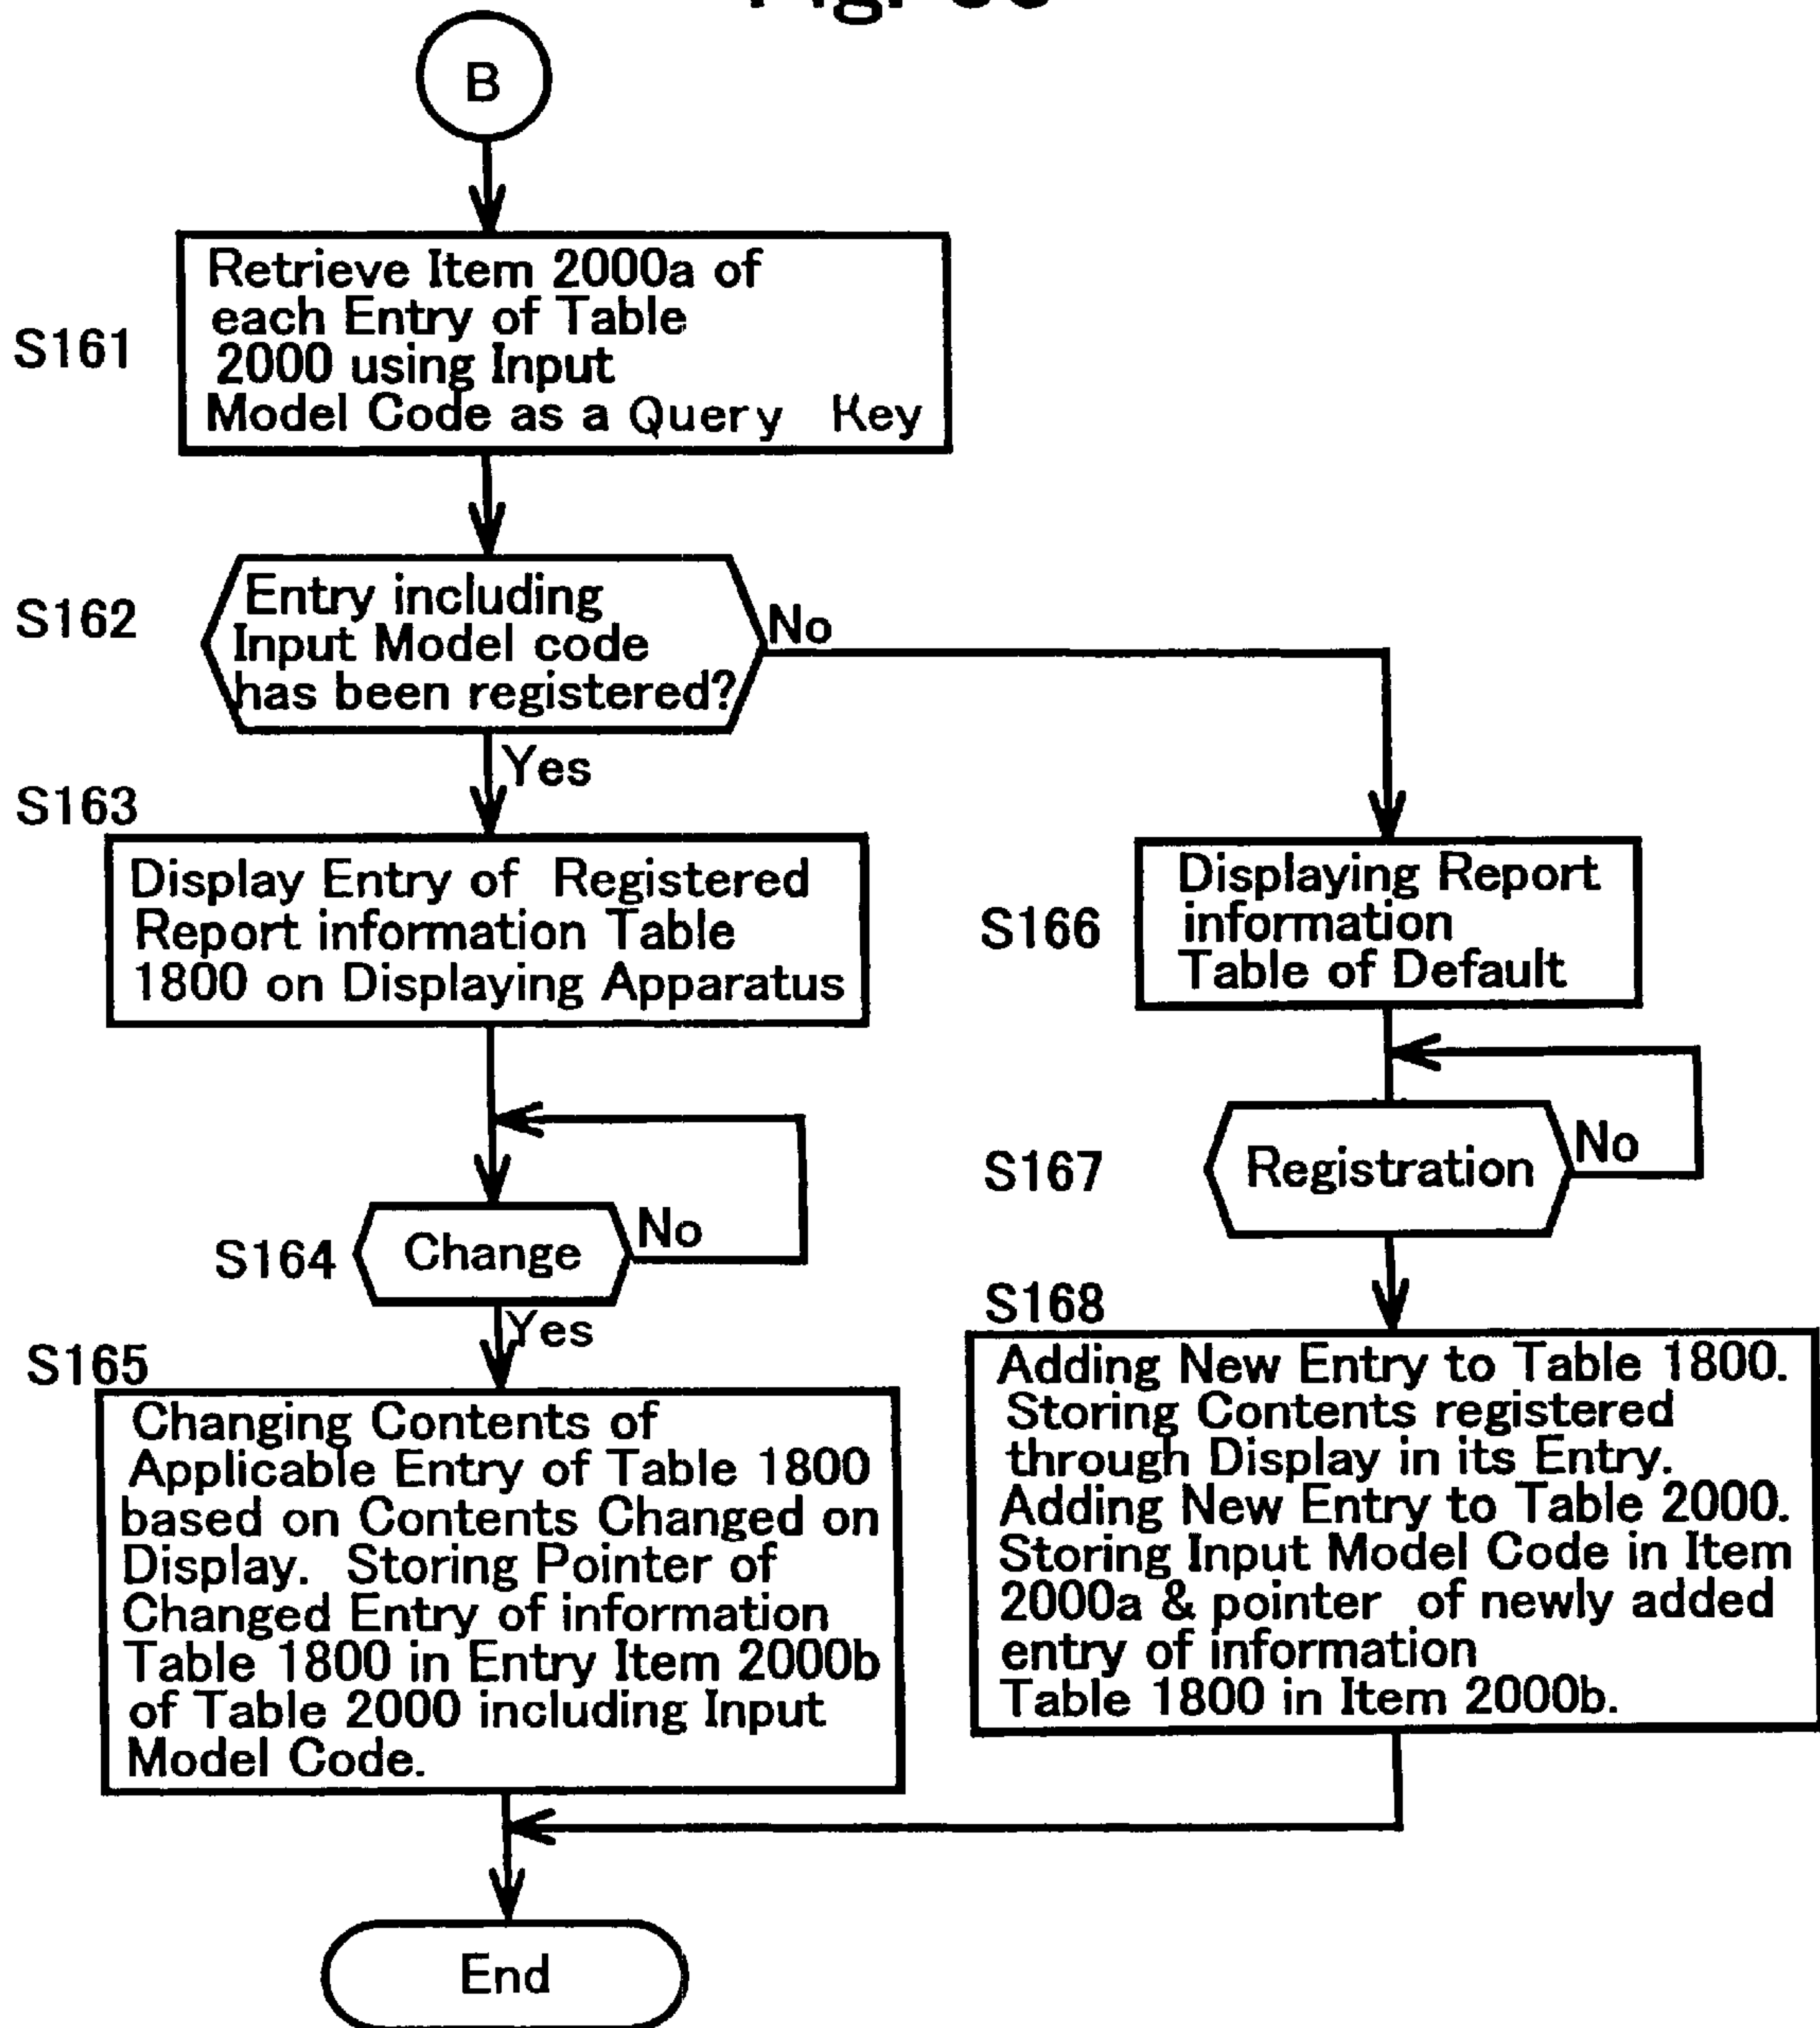 B
S161
Retrieve Item 2000a of
each Entry of Table
2000 using Input
Model Code as a Query Key
S162
Entry including
Input Model code
has been registered?
No
Yes
S163
Display Entry of Registered
Report information Table
1800 on Displaying Apparatus
S164
Change
No
Yes
S165
Changing Contents of
Applicable Entry of Table 1800
based on Contents Changed on
Display. Storing Pointer of
Changed Entry of information
Table 1800 in Entry Item 2000b
of Table 2000 including Input
Model Code.
S166
Displaying Report
information
Table of Default
S167
Registration
No
S168
Adding New Entry to Table 1800.
Storing Contents registered
through Display in its Entry.
Adding New Entry to Table 2000.
Storing Input Model Code in Item
2000a & pointer of newly added
entry of information
Table 1800 in Item 2000b.
End